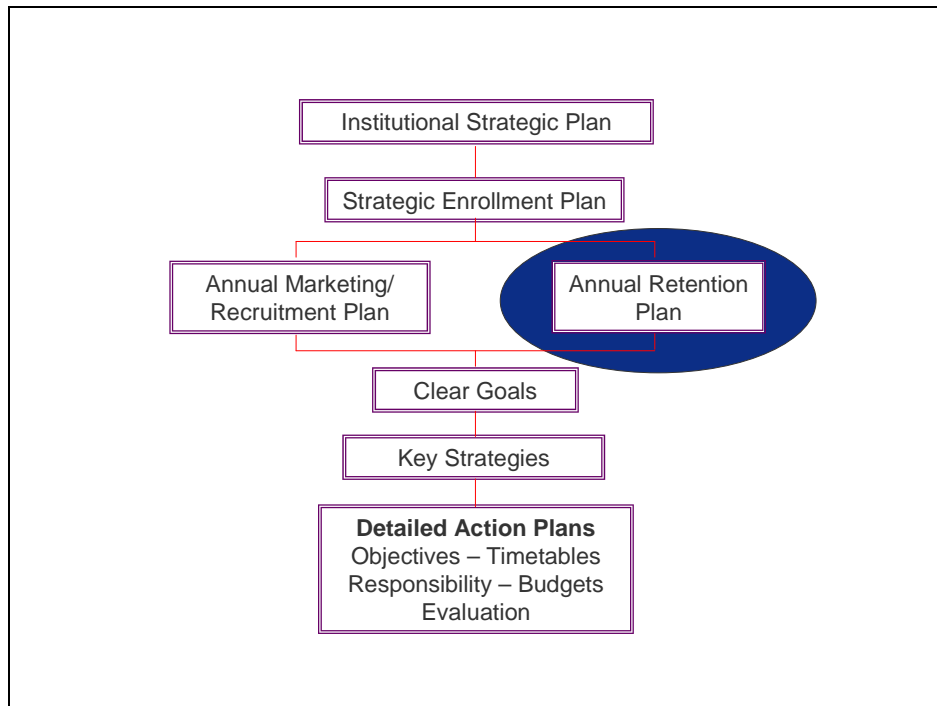 Institutional Strategic Plan
Strategic Enrollment Plan
Annual Marketing/
Recruitment Plan
Annual Retention
Plan
Clear Goals
Key Strategies
Detailed Action Plans
Objectives – Timetables
Responsibility – Budgets
Evaluation